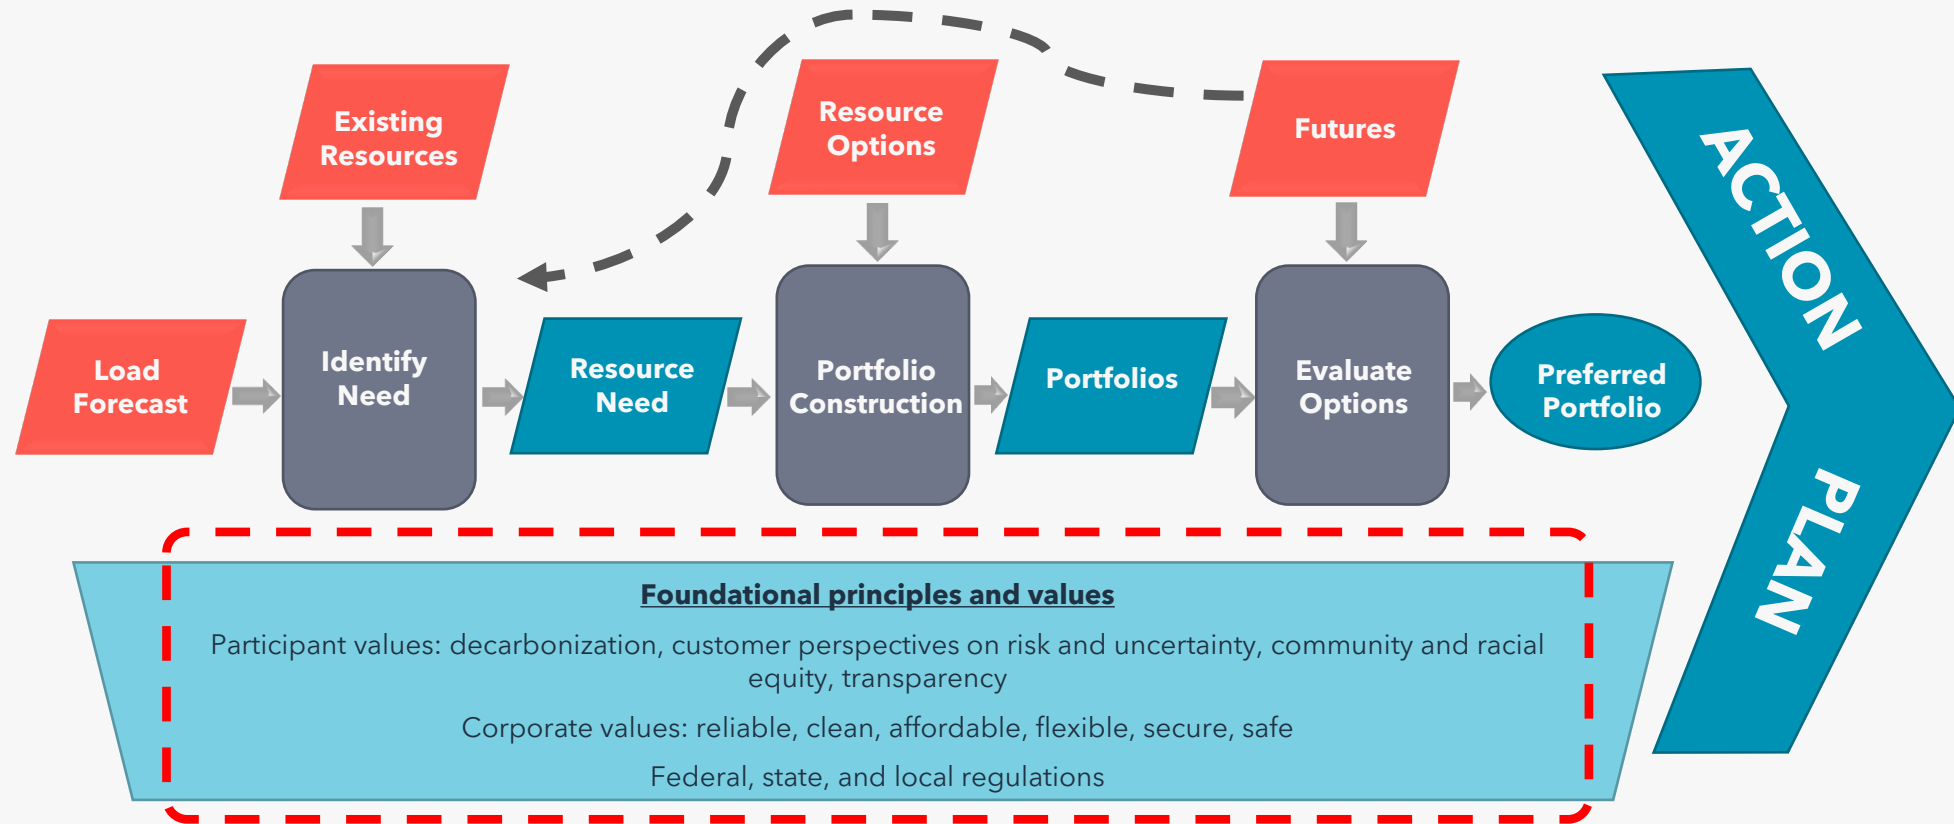 Existing
Resources
Resource
Options
Futures
Load
Forecast
Identify
Need
Resource
Need
Portfolio
Construction
Portfolios
Evaluate
Options
Preferred
Portfolio
ACTION
PLAN
Foundational principles and values
Participant values: decarbonization, customer perspectives on risk and uncertainty, community and racial
equity, transparency
Corporate values: reliable, clean, affordable, flexible, secure, safe
Federal, state, and local regulations